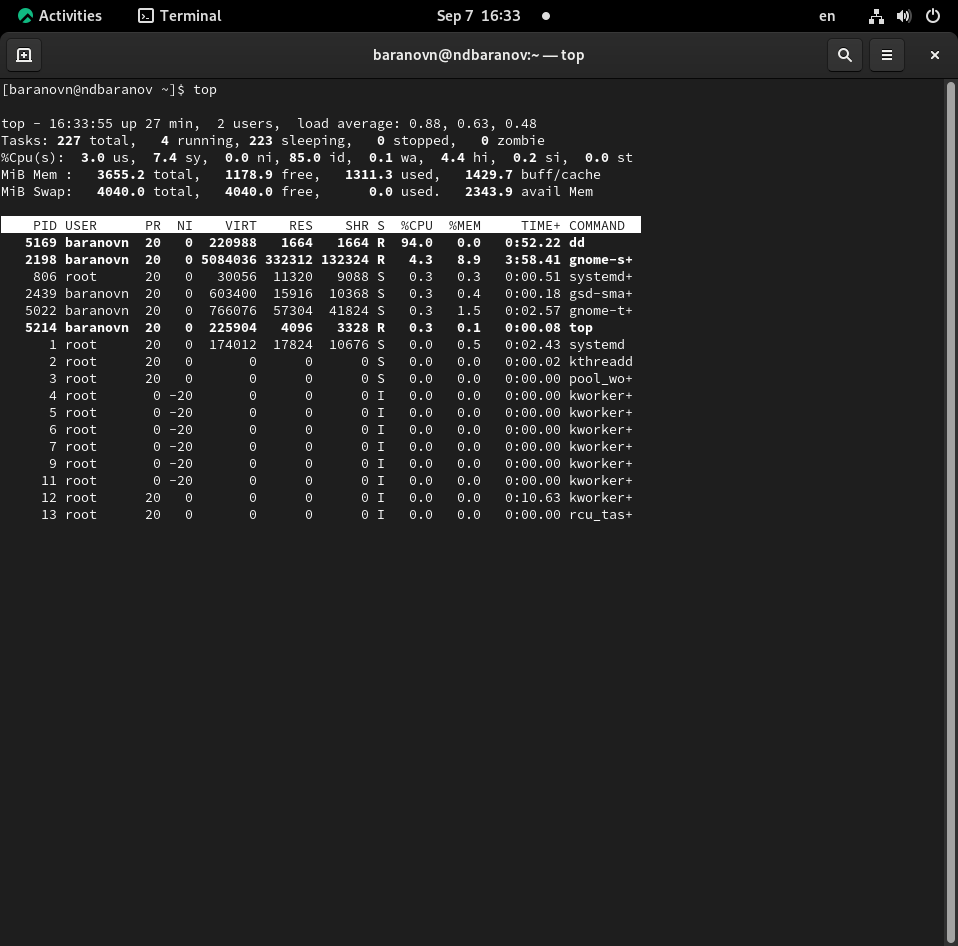 Activities Terminal Sep 7 16:33 en
baranovn@ndbaranov:~ — top
[baranovn@ndbaranov ~]$ top
top - 16:33:55 up 27 min,  2 users,  load average: 0.88, 0.63, 0.48
Tasks: 227 total,   4 running, 223 sleeping,   0 stopped,   0 zombie
%Cpu(s):  3.0 us,  7.4 sy,  0.0 ni, 85.0 id,  0.1 wa,  4.4 hi,  0.2 si,  0.0 st
MiB Mem :   3655.2 total,   1178.9 free,   1311.3 used,   1429.7 buff/cache
MiB Swap:   4040.0 total,   4040.0 free,      0.0 used.   2343.9 avail Mem
    PID USER      PR  NI    VIRT    RES    SHR S  %CPU  %MEM     TIME+ COMMAND
   5169 baranovn  20   0  220988   1664   1664 R  94.0   0.0   0:52.22 dd
   2198 baranovn  20   0 5084036 332312 132324 R   4.3   8.9   3:58.41 gnome-s+
    806 root      20   0   30056  11320   9088 S   0.3   0.3   0:00.51 systemd+
   2439 baranovn  20   0  603400  15916  10368 S   0.3   0.4   0:00.18 gsd-sma+
   5022 baranovn  20   0  766076  57304  41824 S   0.3   1.5   0:02.57 gnome-t+
   5214 baranovn  20   0  225904   4096   3328 R   0.3   0.1   0:00.08 top
      1 root      20   0  174012  17824  10676 S   0.0   0.5   0:02.43 systemd
      2 root      20   0       0      0      0 S   0.0   0.0   0:00.02 kthreadd
      3 root      20   0       0      0      0 S   0.0   0.0   0:00.00 pool_wo+
      4 root       0 -20       0      0      0 I   0.0   0.0   0:00.00 kworker+
      5 root       0 -20       0      0      0 I   0.0   0.0   0:00.00 kworker+
      6 root       0 -20       0      0      0 I   0.0   0.0   0:00.00 kworker+
      7 root       0 -20       0      0      0 I   0.0   0.0   0:00.00 kworker+
      9 root       0 -20       0      0      0 I   0.0   0.0   0:00.00 kworker+
     11 root       0 -20       0      0      0 I   0.0   0.0   0:00.00 kworker+
     12 root      20   0       0      0      0 I   0.0   0.0   0:10.63 kworker+
     13 root      20   0       0      0      0 I   0.0   0.0   0:00.00 rcu_tas+